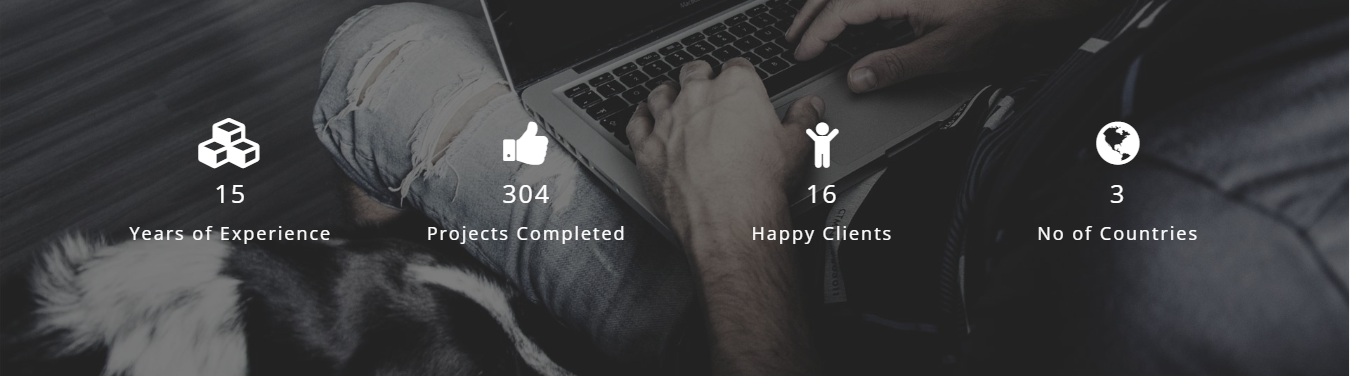 15
Years of Experience
304
Projects Completed
16
Happy Clients
3
No of Countries